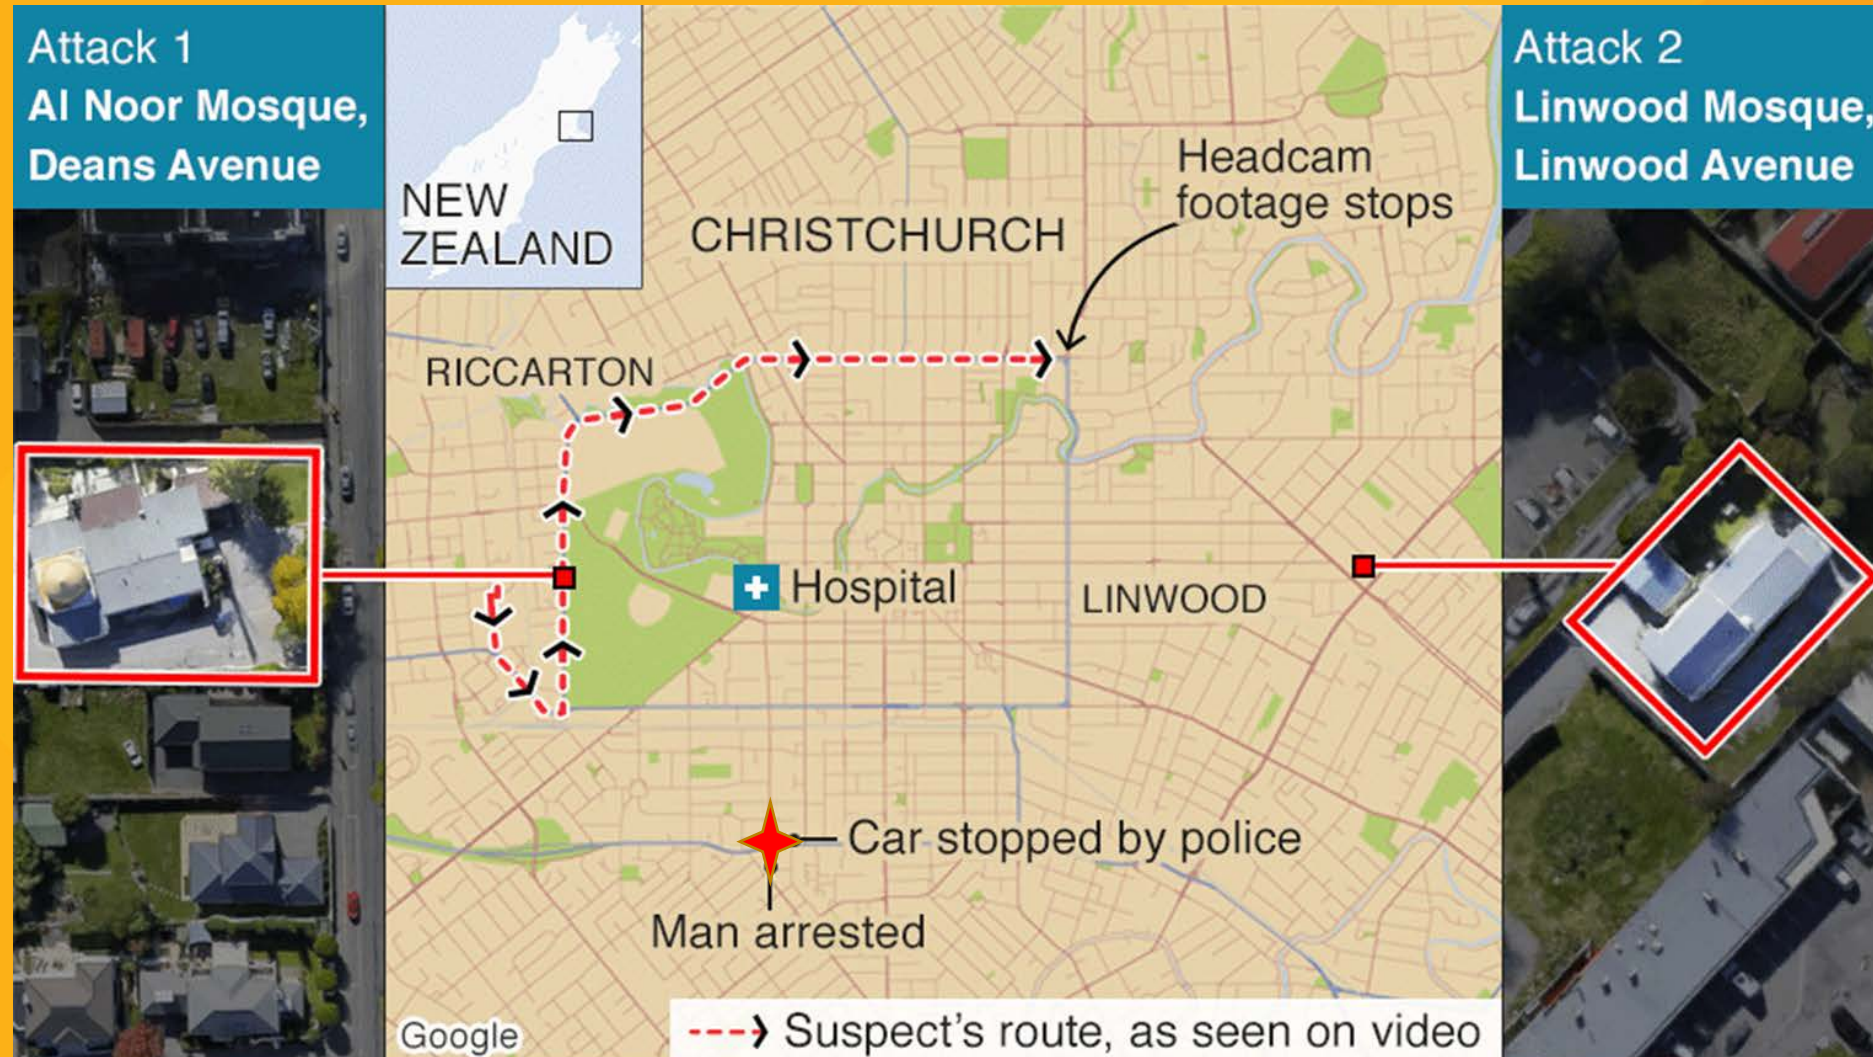 Attack 1
Al Noor Mosque,
Deans Avenue
NEW
ZEALAND
CHRISTCHURCH
Headcam
footage stops
Attack 2
Linwood Mosque,
Linwood Avenue
RICCARTON
Hospital
LINWOOD
Car stopped by police
Man arrested
Google
Suspect's route, as seen on video